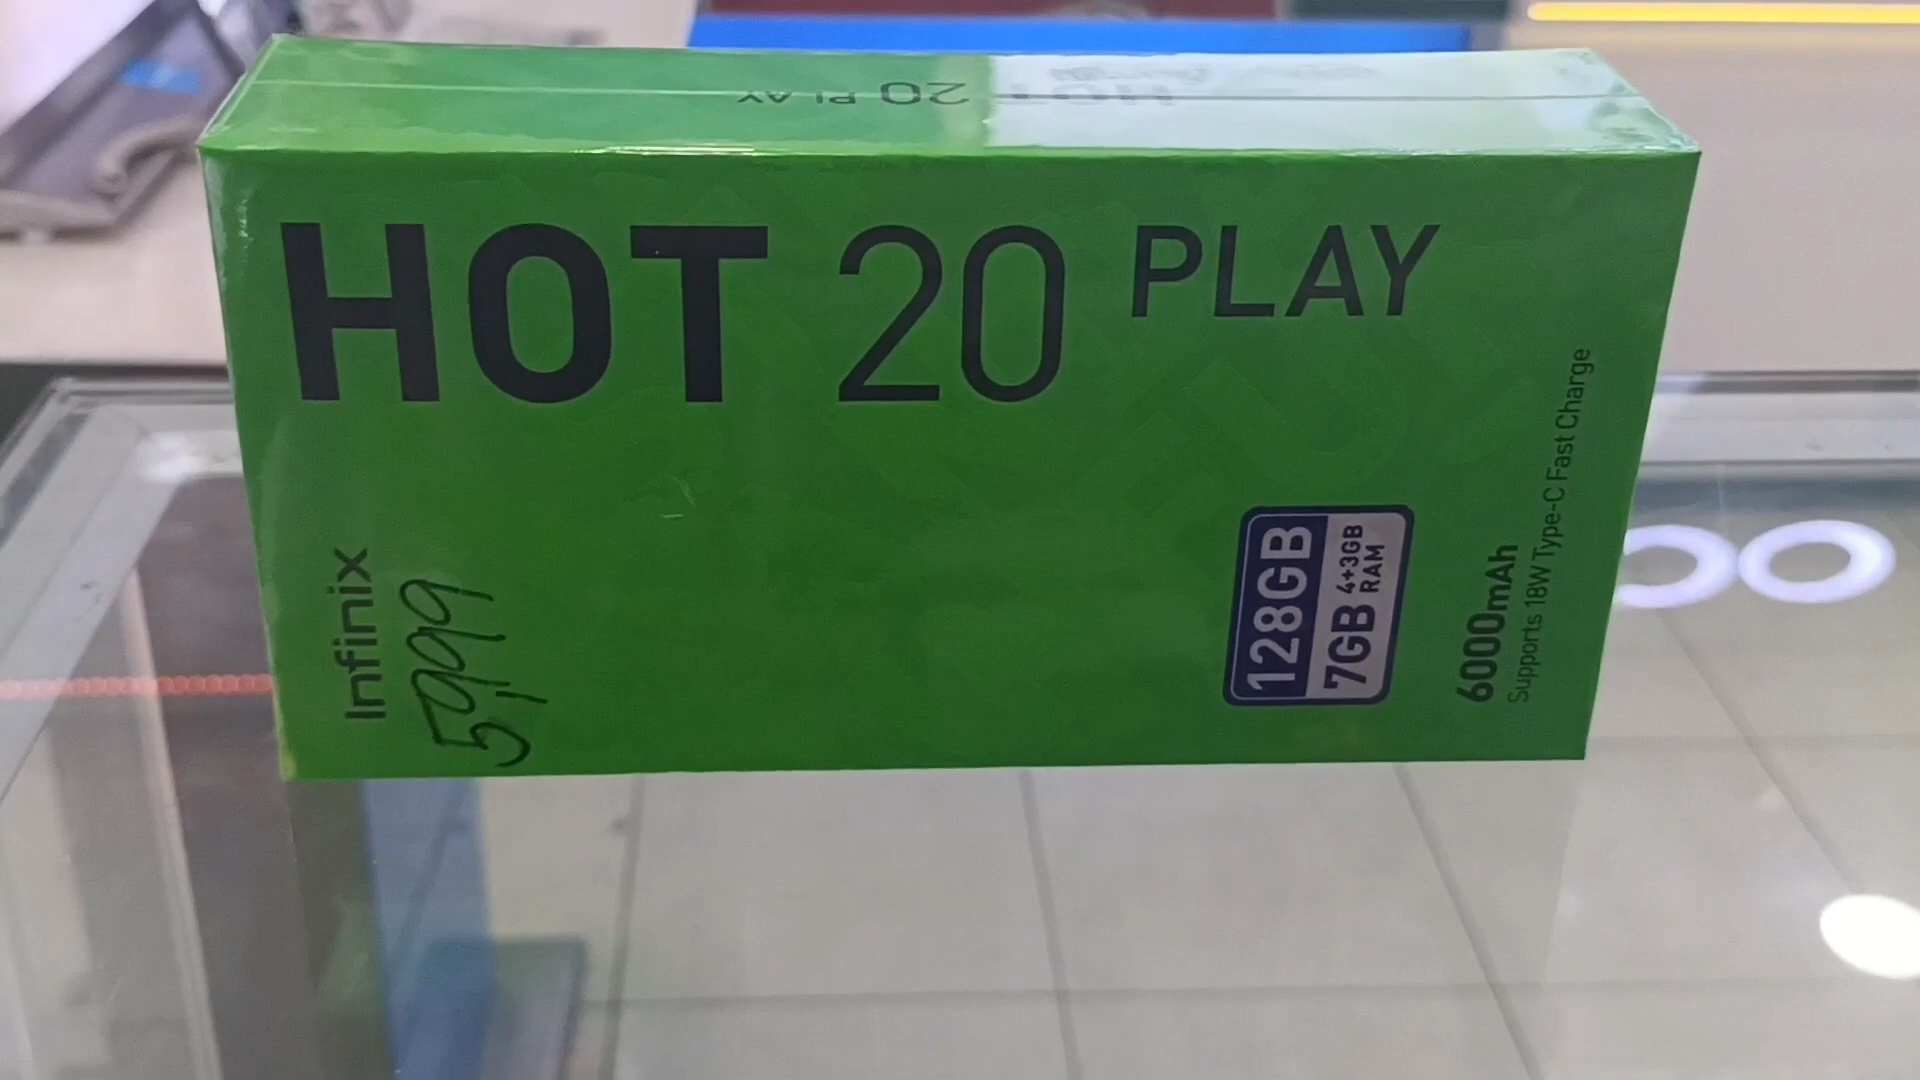 HOT 20 PLAY
HOT 20 PLAY
Infinix
5,999
128GB
7GB 4+3GB RAM
6000mAh
Supports 18W Type-C Fast Charge